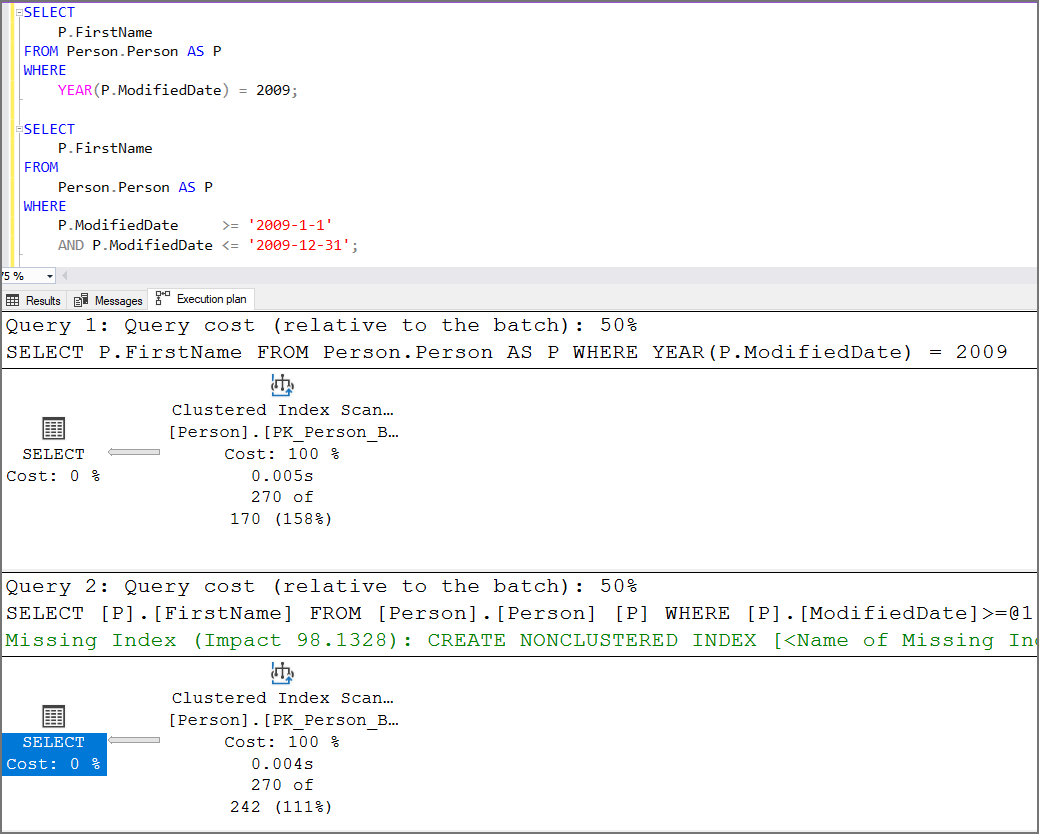 SELECT
P.FirstName
FROM Person.Person AS P
WHERE
YEAR(P.ModifiedDate) = 2009;
SELECT
P.FirstName
FROM
Person.Person AS P
WHERE
P.ModifiedDate >= '2009-1-1'
AND P.ModifiedDate <= '2009-12-31';
75 %
Results Messages Execution plan
Query 1: Query cost (relative to the batch): 50%
SELECT P.FirstName FROM Person.Person AS P WHERE YEAR(P.ModifiedDate) = 2009
Clustered Index Scan…
[Person].[PK_Person_B…
SELECT
Cost: 100 %
Cost: 0 %
0.005s
270 of
170 (158%)
Query 2: Query cost (relative to the batch): 50%
SELECT [P].[FirstName] FROM [Person].[Person] [P] WHERE [P].[ModifiedDate]>=@1
Missing Index (Impact 98.1328): CREATE NONCLUSTERED INDEX [<Name of Missing In
Clustered Index Scan…
[Person].[PK_Person_B…
SELECT
Cost: 100 %
Cost: 0 %
0.004s
270 of
242 (111%)